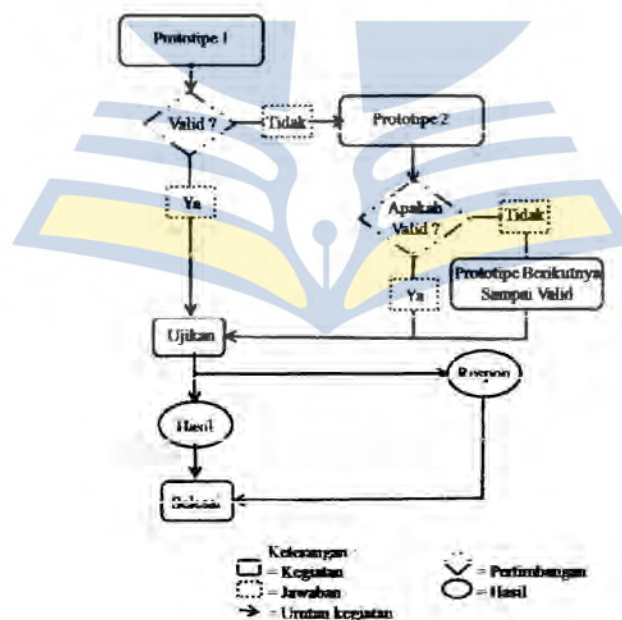 Prototipe 1
Valid ?
Tidak
Prototipe 2
Ya
Apakah
Valid ?
Tidak
Ya
Prototipe Berikutnya
Sampai Valid
Ujikan
Respon
Hasil
Keterangan
= Kegiatan
= Pertimbangan
= Jawaban
= Hasil
= Urutan kegiatan